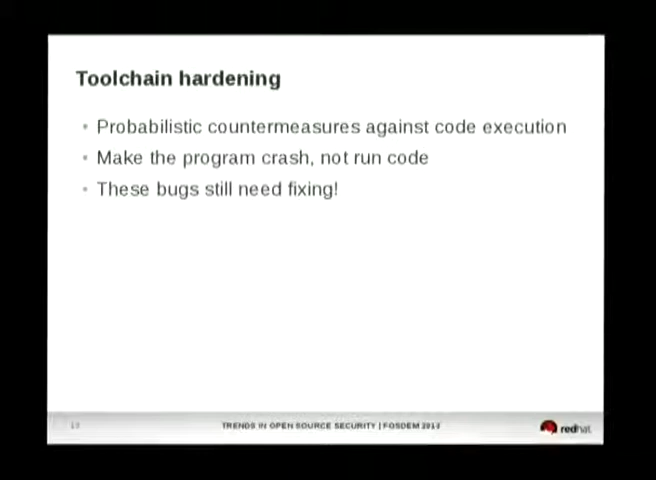 Toolchain hardening
• Probabilistic countermeasures against code execution
• Make the program crash, not run code
• These bugs still need fixing!
TRENDS IN OPEN SOURCE SECURITY | FOSDEM 2013
redhat